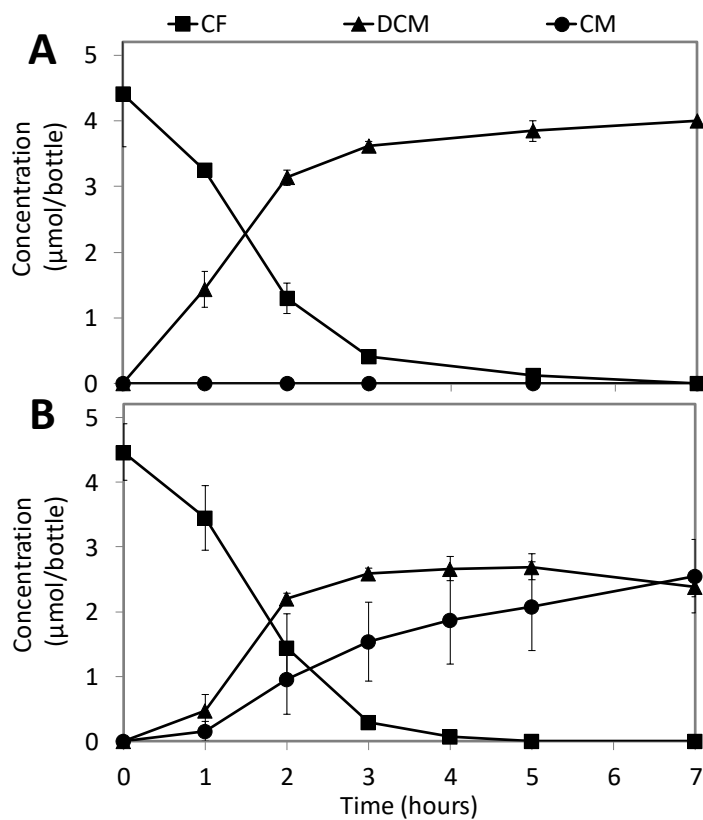 CF DCM CM
A
5
4
3
2
1
0
Concentration
(µmol/bottle)
B
5
4
3
2
1
0
Concentration
(µmol/bottle)
0 1 2 3 4 5 6 7
Time (hours)